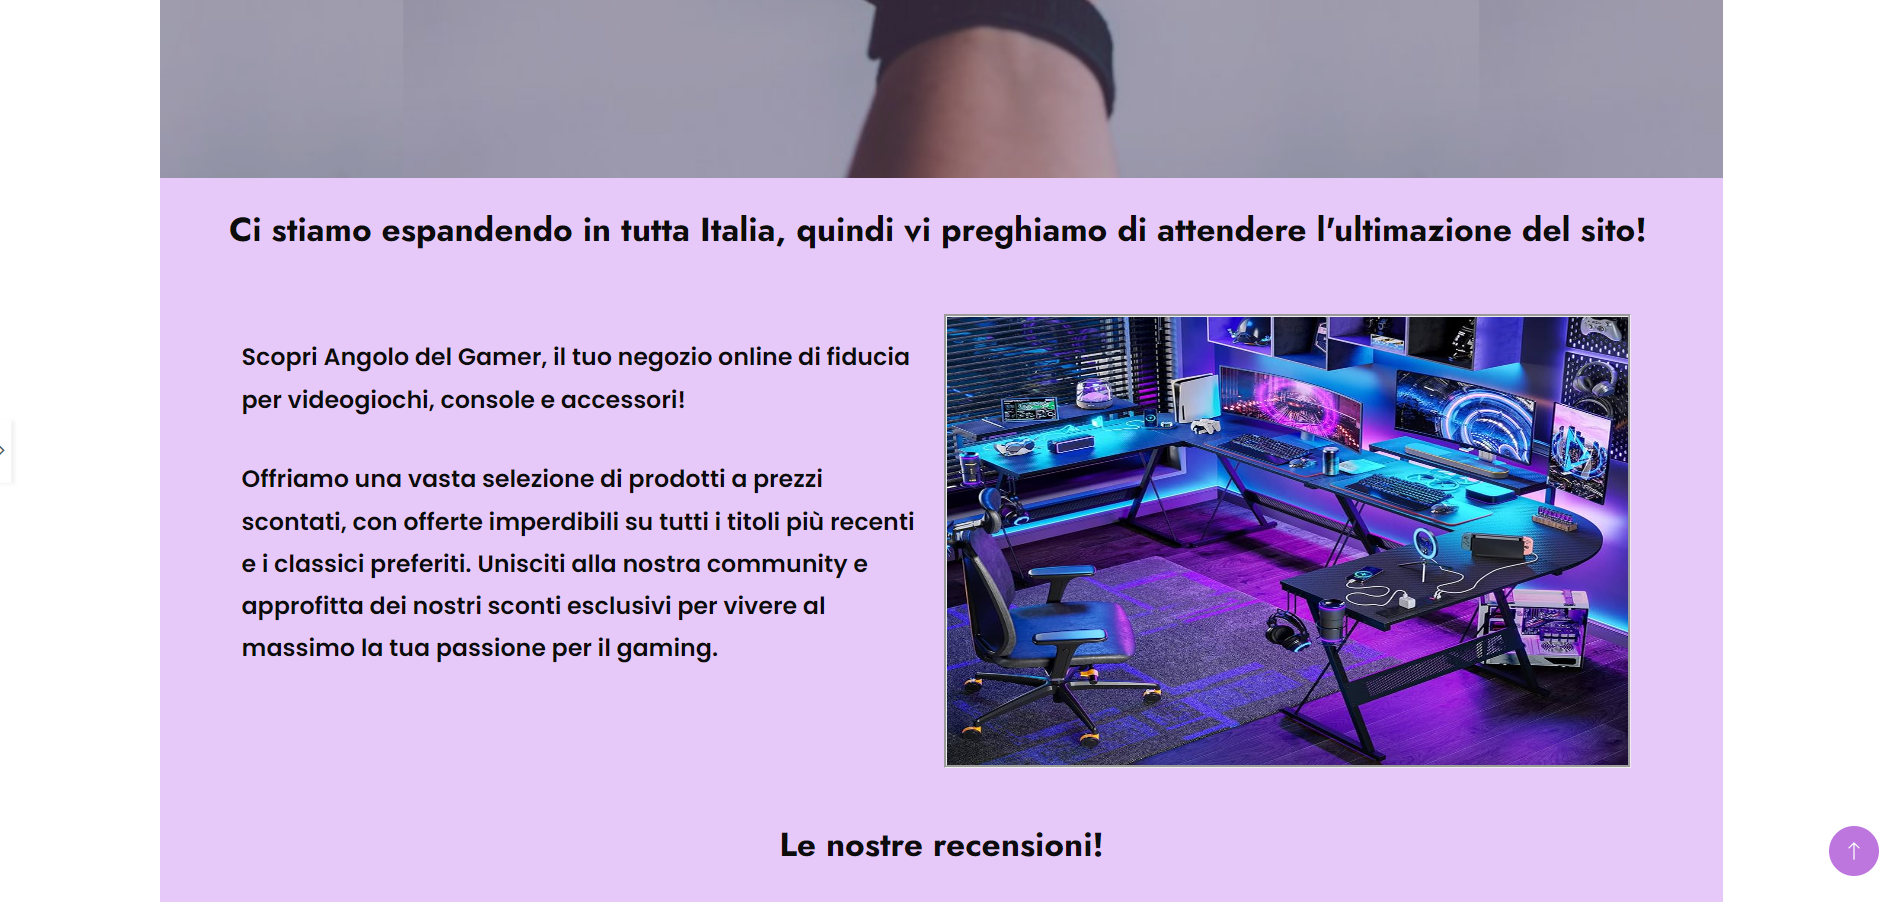 Ci stiamo espandendo in tutta Italia, quindi vi preghiamo di attendere l'ultimazione del sito!
Scopri Angolo del Gamer, il tuo negozio online di fiducia
per videogiochi, console e accessori!
Offriamo una vasta selezione di prodotti a prezzi
scontati, con offerte imperdibili su tutti i titoli più recenti
e i classici preferiti. Unisciti alla nostra community e
approfitta dei nostri sconti esclusivi per vivere al
massimo la tua passione per il gaming.
Le nostre recensioni!